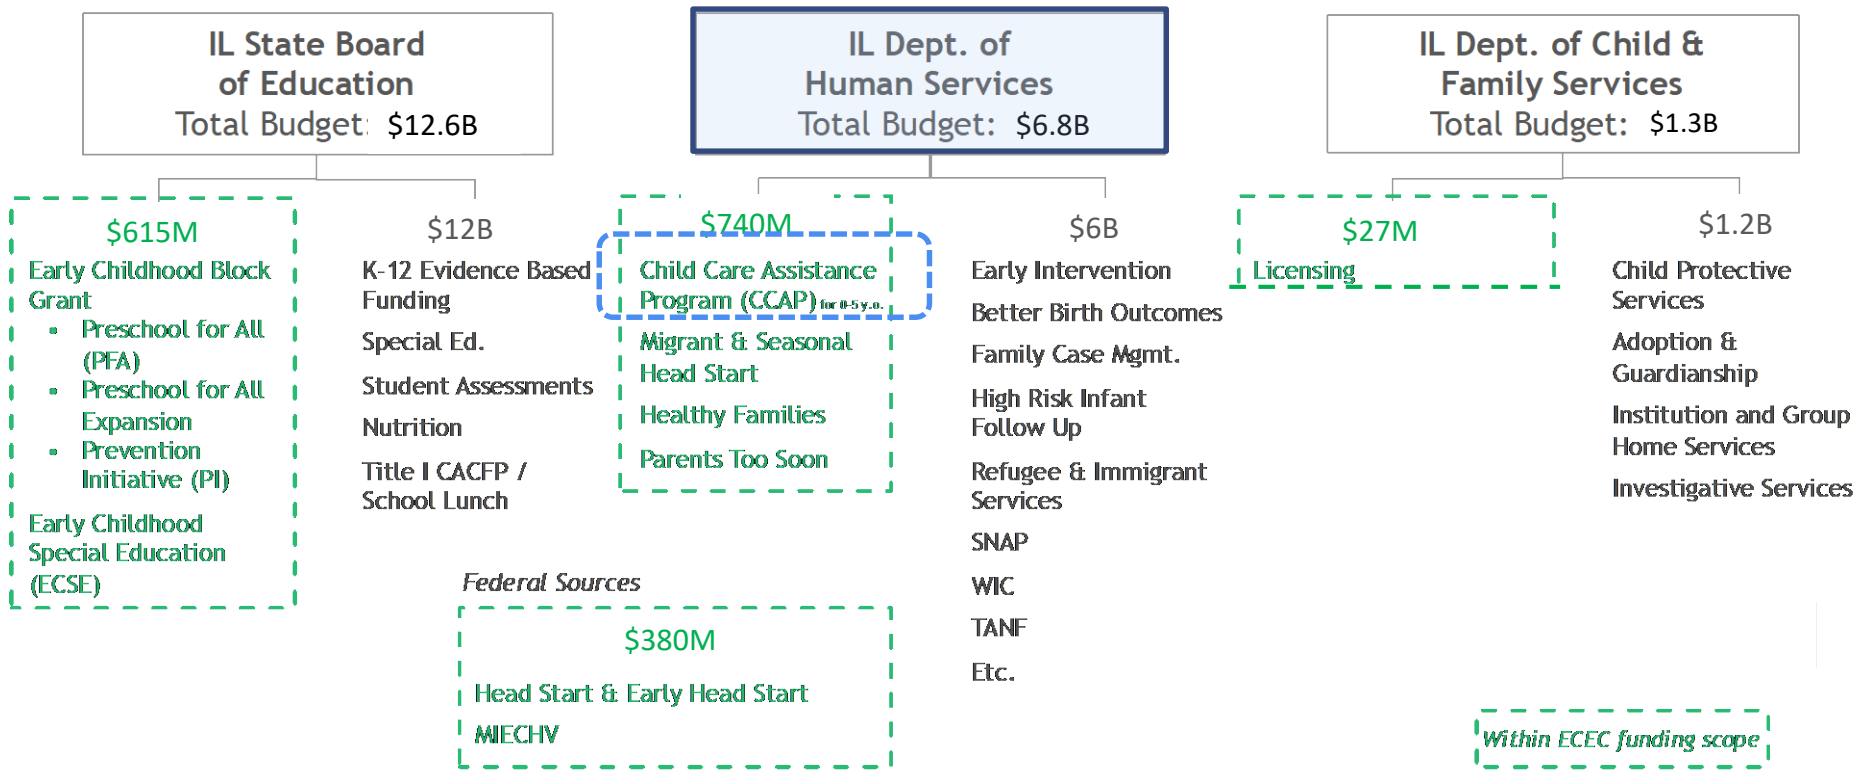 IL State Board
of Education
Total Budget: $12.6B
$615M
Early Childhood Block
Grant
• Preschool for All
(PFA)
• Preschool for All
Expansion
• Prevention
Initiative (PI)
Early Childhood
Special Education
(ECSE)
$12B
K-12 Evidence Based
Funding
Special Ed.
Student Assessments
Nutrition
Title I CACFP /
School Lunch
IL Dept. of
Human Services
Total Budget: $6.8B
$740M
Child Care Assistance
Program (CCAP) for 0-5 y.o.
Migrant & Seasonal
Head Start
Healthy Families
Parents Too Soon
$6B
Early Intervention
Better Birth Outcomes
Family Case Mgmt.
High Risk Infant
Follow Up
Refugee & Immigrant
Services
SNAP
WIC
TANF
Etc.
IL Dept. of Child &
Family Services
Total Budget: $1.3B
$27M
Licensing
$1.2B
Child Protective
Services
Adoption &
Guardianship
Institution and Group
Home Services
Investigative Services
Federal Sources
$380M
Head Start & Early Head Start
MIECHV
Within ECEC funding scope